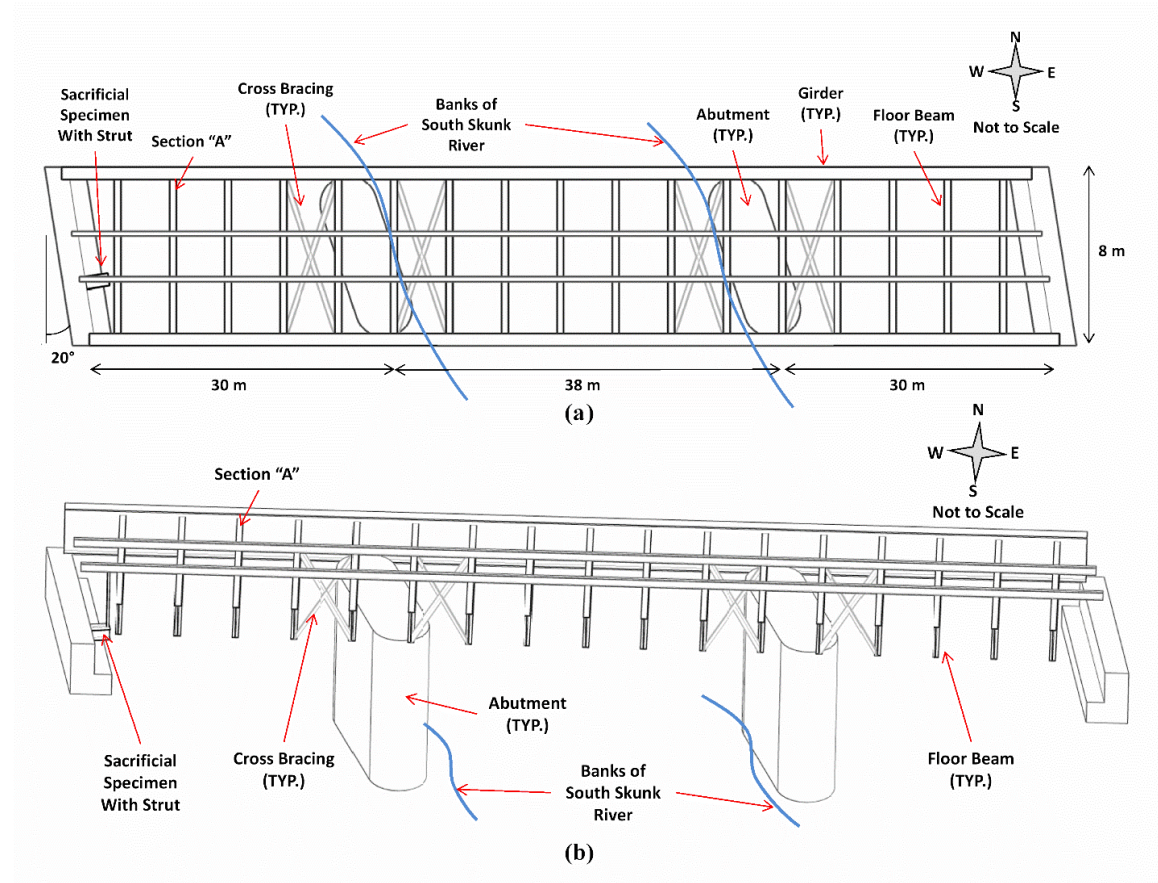 N
W E
S
Not to Scale
Sacrificial
Specimen
With Strut
Section “A”
Cross Bracing
(TYP.)
Banks of
South Skunk
River
Abutment
(TYP.)
Girder
(TYP.)
Floor Beam
(TYP.)
8 m
20°
30 m
38 m
30 m
(a)
N
W E
S
Not to Scale
Section “A”
Sacrificial
Specimen
With Strut
Cross Bracing
(TYP.)
Abutment
(TYP.)
Banks of
South Skunk
River
Floor Beam
(TYP.)
(b)